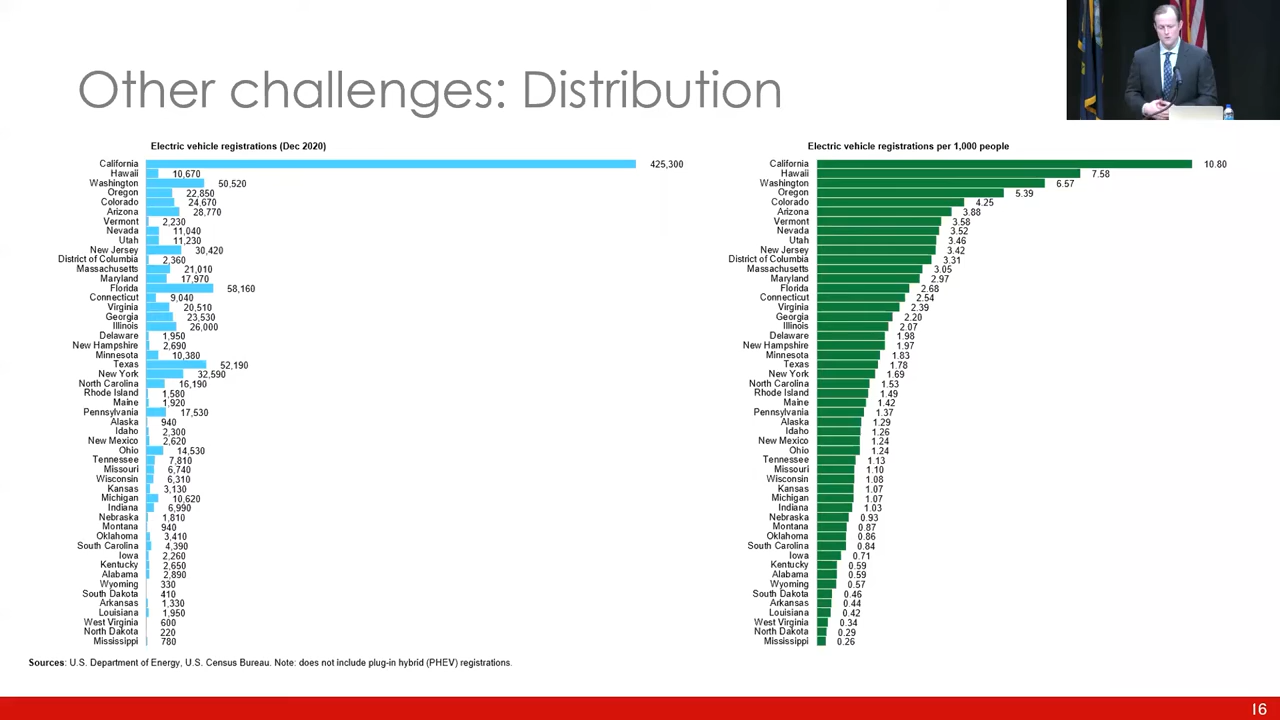 Other challenges: Distribution
Electric vehicle registrations (Dec 2020)
California 425,300
Hawaii 10,670
Washington 50,520
Oregon 22,850
Colorado 24,670
Arizona 28,770
Vermont 2,230
Nevada 11,040
Utah 11,230
New Jersey 30,420
District of Columbia 2,360
Massachusetts 21,010
Maryland 17,970
Florida 58,160
Connecticut 9,040
Virginia 20,510
Georgia 23,530
Illinois 26,000
Delaware 1,950
New Hampshire 2,690
Minnesota 10,380
Texas 52,190
New York 32,590
North Carolina 16,190
Rhode Island 1,580
Maine 1,920
Pennsylvania 17,530
Alaska 940
Idaho 2,300
New Mexico 2,620
Ohio 14,530
Tennessee 7,810
Missouri 6,740
Wisconsin 6,310
Kansas 3,130
Michigan 10,620
Indiana 6,990
Nebraska 1,810
Montana 940
Oklahoma 3,410
South Carolina 4,390
Iowa 2,260
Kentucky 2,650
Alabama 2,890
Wyoming 330
South Dakota 410
Arkansas 1,330
Louisiana 1,950
West Virginia 600
North Dakota 220
Mississippi 780
Electric vehicle registrations per 1,000 people
California 10.80
Hawaii 7.58
Washington 6.57
Oregon 5.39
Colorado 4.25
Arizona 3.88
Vermont 3.58
Nevada 3.52
Utah 3.46
New Jersey 3.42
District of Columbia 3.31
Massachusetts 3.05
Maryland 2.97
Florida 2.68
Connecticut 2.54
Virginia 2.39
Georgia 2.20
Illinois 2.07
Delaware 1.98
New Hampshire 1.97
Minnesota 1.83
Texas 1.78
New York 1.69
North Carolina 1.53
Rhode Island 1.49
Maine 1.42
Pennsylvania 1.37
Alaska 1.29
Idaho 1.26
New Mexico 1.24
Ohio 1.24
Tennessee 1.13
Missouri 1.10
Wisconsin 1.08
Kansas 1.07
Michigan 1.07
Indiana 1.03
Nebraska 0.93
Montana 0.87
Oklahoma 0.86
South Carolina 0.84
Iowa 0.71
Kentucky 0.59
Alabama 0.59
Wyoming 0.57
South Dakota 0.46
Arkansas 0.44
Louisiana 0.42
West Virginia 0.34
North Dakota 0.29
Mississippi 0.26
Sources: U.S. Department of Energy, U.S. Census Bureau. Note: does not include plug-in hybrid (PHEV) registrations.
16